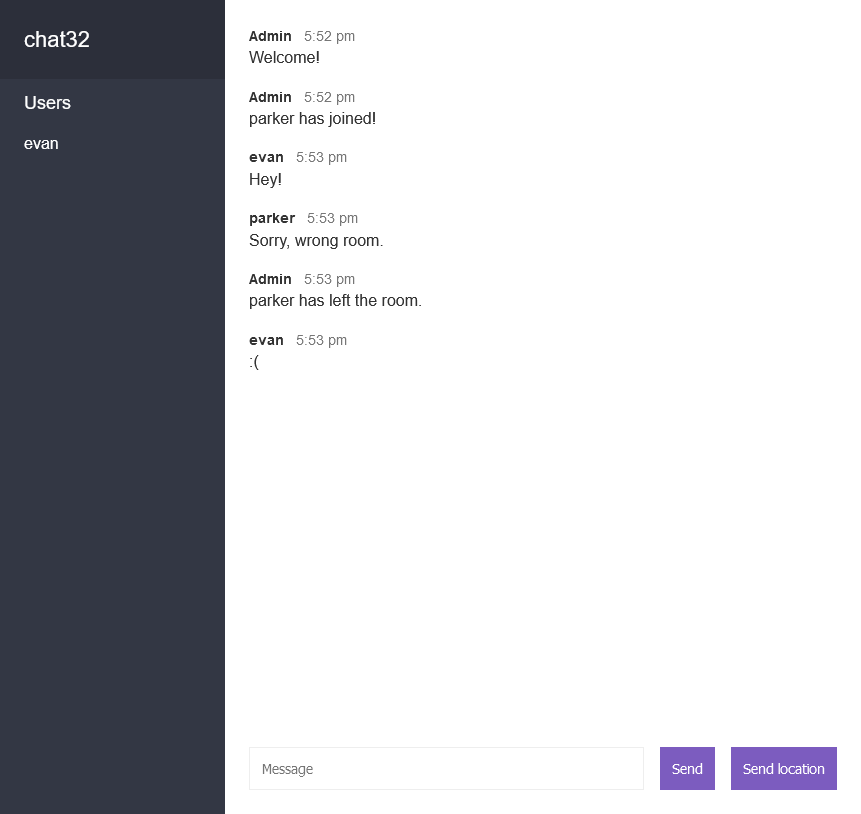 chat32
Users
evan
Admin 5:52 pm
Welcome!
Admin 5:52 pm
parker has joined!
evan 5:53 pm
Hey!
parker 5:53 pm
Sorry, wrong room.
Admin 5:53 pm
parker has left the room.
evan 5:53 pm
:(
Message
Send
Send location